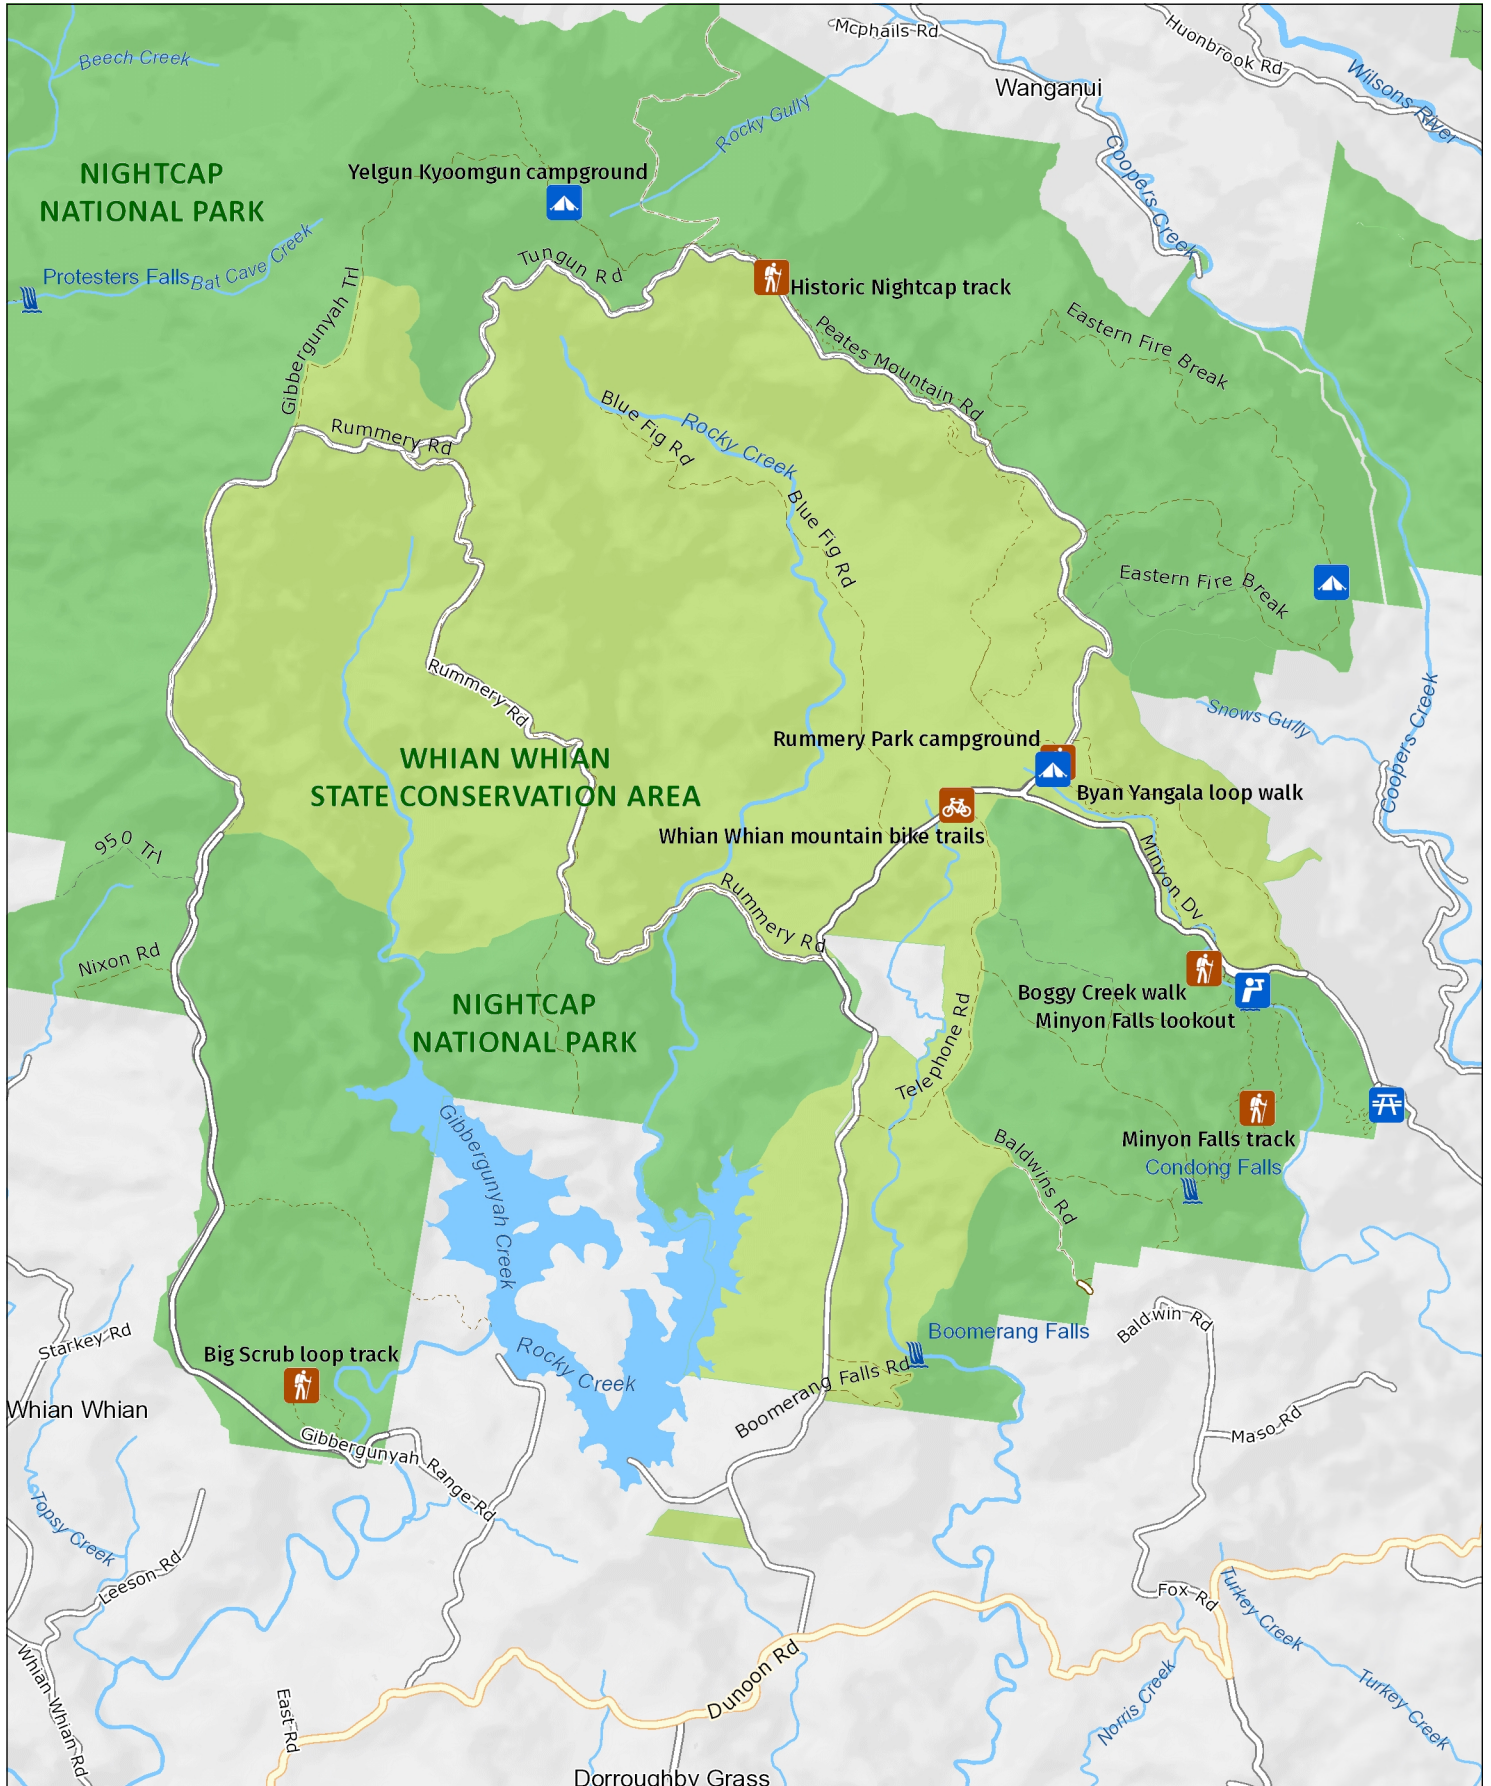 Mcphails Rd
Huonbrook Rd
Beech Creek
Wanganui
Wilsons River
Rocky Gully
Coopers Creek
NIGHTCAP
NATIONAL PARK
Yelgun Kyoomgun campground
Bat Cave Creek
Protesters Falls
Tungun Rd
Historic Nightcap track
Gibbergunyah Trl
Peates Mountain Rd
Eastern Fire Break
Rummery Rd
Blue Fig Rd
Rocky Creek
Blue Fig Rd
Eastern Fire Break
Rummery Rd
Snows Gully
Coopers Creek
Rummery Park campground
WHIAN WHIAN
STATE CONSERVATION AREA
Byan Yangala loop walk
Whian Whian mountain bike trails
950 Trl
Minyon Dv
Rummery Rd
Nixon Rd
NIGHTCAP
NATIONAL PARK
Boggy Creek walk
Minyon Falls lookout
Telephone Rd
Gibbergunyah Creek
Minyon Falls track
Condong Falls
Baldwins Rd
Starkey Rd
Boomerang Falls
Baldwin Rd
Big Scrub loop track
Rocky Creek
Boomerang Falls Rd
Whian Whian
Maso Rd
Gibbergunyah Range Rd
Topsy Creek
Leeson Rd
Fox Rd
Turkey Creek
Whian Whian Rd
East Rd
Dunoon Rd
Norris Creek
Turkey Creek
Dorroughby Grass